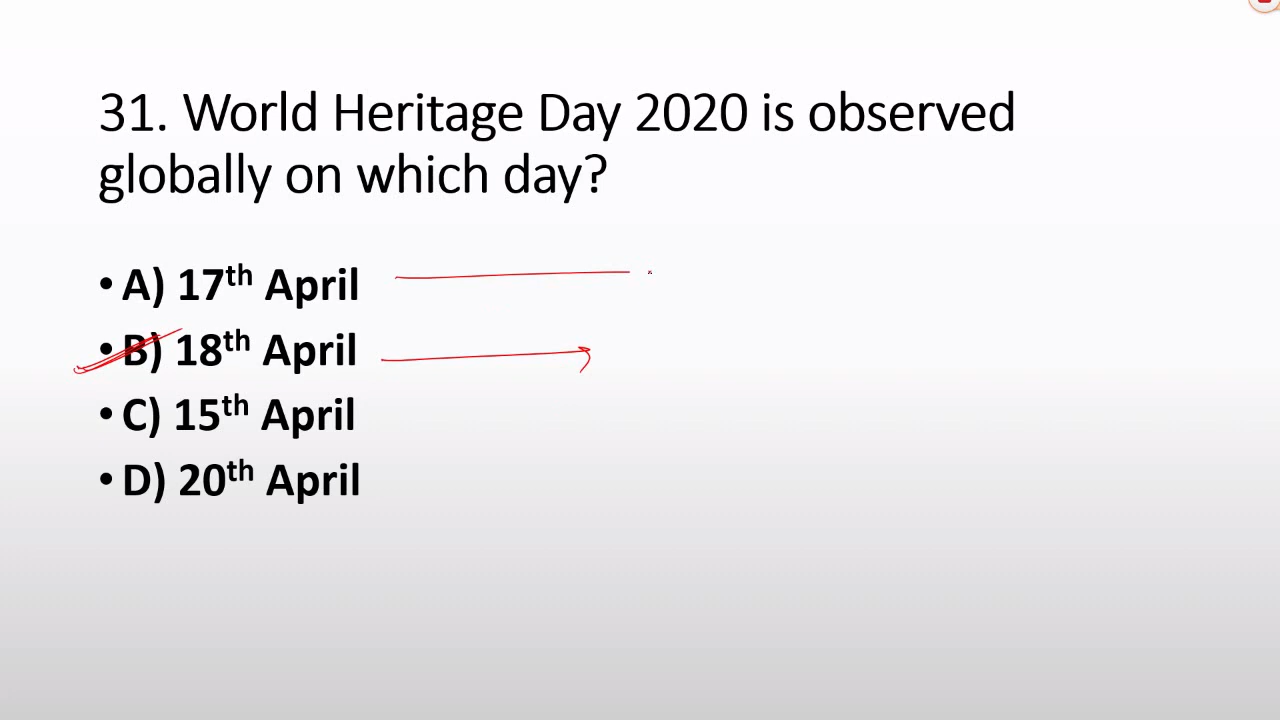 31. World Heritage Day 2020 is observed
globally on which day?
• A) 17th April
• B) 18th April
• C) 15th April
• D) 20th April